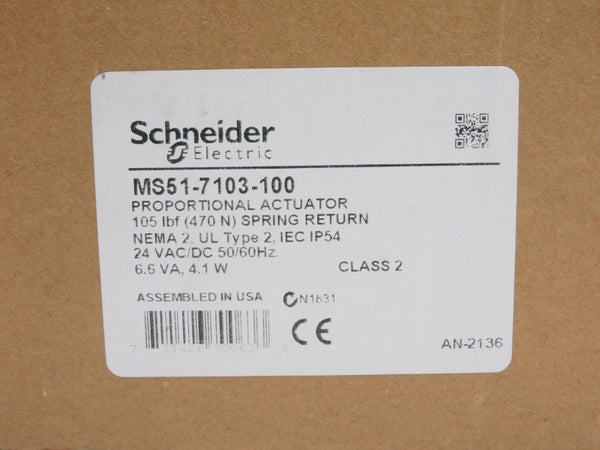 Schneider
Electric
MS51-7103-100
PROPORTIONAL ACTUATOR
105 lbf (470 N) SPRING RETURN
NEMA 2, UL Type 2, IEC IP54
24 VAC/DC 50/60Hz.
6.6 VA, 4.1 W CLASS 2
ASSEMBLED IN USA N1831
CE
AN-2136